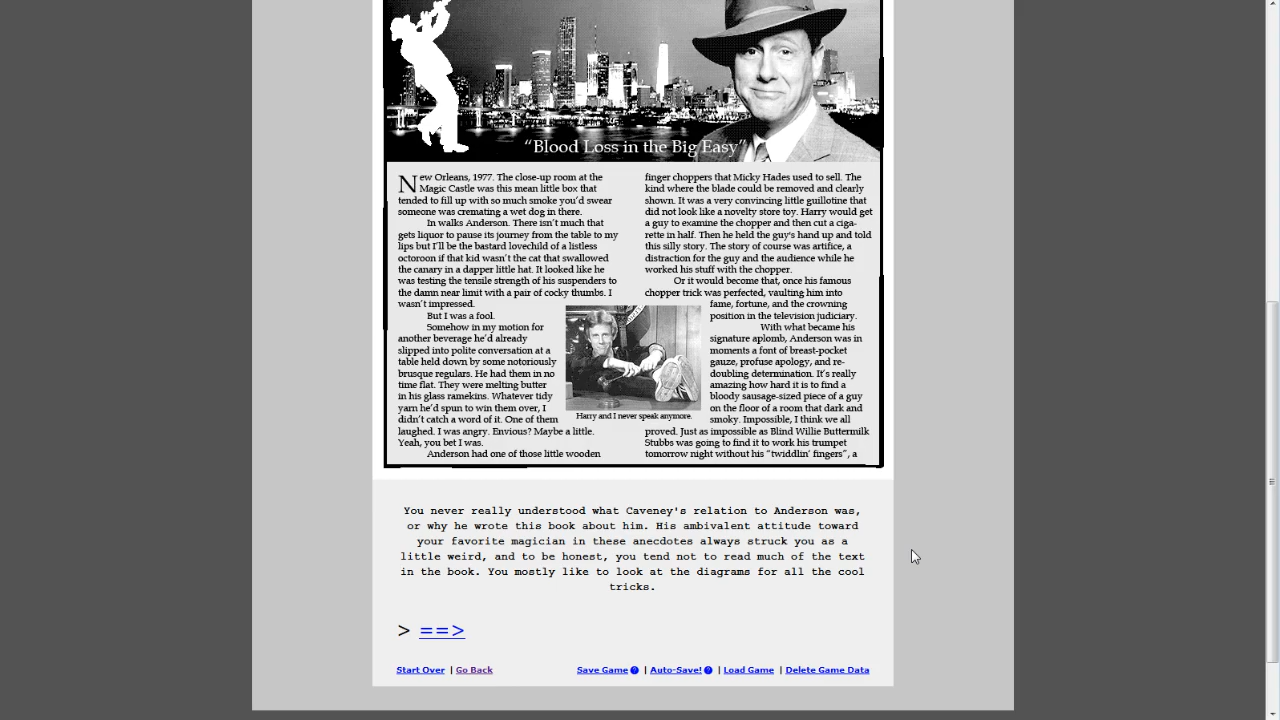 “Blood Loss in the Big Easy”
New Orleans, 1977. The close-up room at the
Magic Castle was this mean little box that
tended to fill up with so much smoke you’d swear
someone was cremating a wet dog in there.
In walks Anderson. There isn’t much that
gets liquor to pause its journey from the table to my
lips but I’ll be the bastard lovechild of a listless
octoroon if that kid wasn’t the cat that swallowed
the canary in a dapper little hat. It looked like he
was testing the tensile strength of his suspenders to
the damn near limit with a pair of cocky thumbs. I
wasn’t impressed.
But I was a fool.
Somehow in my motion for
another beverage he’d already
slipped into polite conversation at a
table held down by some notoriously
brusque regulars. He had them in no
time flat. They were melting butter
in his glass ramekins. Whatever tidy
yarn he’d spun to win them over, I
didn’t catch a word of it. One of them
laughed. I was angry. Envious? Maybe a little.
Yeah, you bet I was.
Anderson had one of those little wooden
finger choppers that Micky Hades used to sell. The
kind where the blade could be removed and clearly
shown. It was a very convincing little guillotine that
did not look like a novelty store toy. Harry would get
a guy to examine the chopper and then cut a ciga-
rette in half. Then he held the guy's hand up and told
this silly story. The story of course was artifice, a
distraction for the guy and the audience while he
worked his stuff with the chopper.
Or it would become that, once his famous
chopper trick was perfected, vaulting him into
fame, fortune, and the crowning
position in the television judiciary.
With what became his
signature aplomb, Anderson was in
moments a font of breast-pocket
gauze, profuse apology, and re-
doubling determination. It’s really
amazing how hard it is to find a
bloody sausage-sized piece of a guy
on the floor of a room that dark and
smoky. Impossible, I think we all
proved. Just as impossible as Blind Willie Buttermilk
Stubbs was going to find it to work his trumpet
tomorrow night without his “twiddlin’ fingers”, a
Harry and I never speak anymore.
You never really understood what Caveney's relation to Anderson was,
or why he wrote this book about him. His ambivalent attitude toward
your favorite magician in these anecdotes always struck you as a
little weird, and to be honest, you tend not to read much of the text
in the book. You mostly like to look at the diagrams for all the cool
tricks.
> ==>
Start Over | Go Back Save Game ? | Auto-Save! ? | Load Game | Delete Game Data